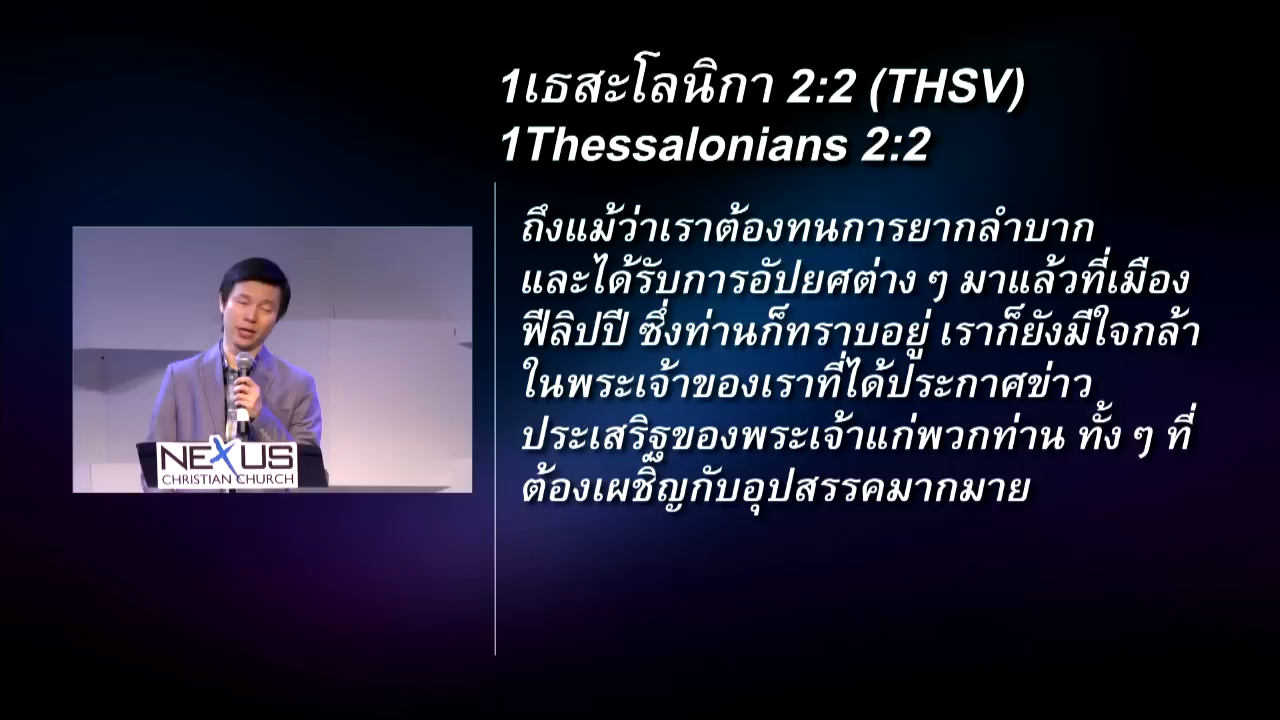 1เธสะโลนิกา 2:2 (THSV)
1Thessalonians 2:2
ถึงแม้ว่าเราต้องทนการยากลำบาก
และได้รับการอัปยศต่าง ๆ มาแล้วที่เมือง
ฟีลิปปี ซึ่งท่านก็ทราบอยู่ เราก็ยังมีใจกล้า
ในพระเจ้าของเราที่ได้ประกาศข่าว
ประเสริฐของพระเจ้าแก่พวกท่าน ทั้ง ๆ ที่
ต้องเผชิญกับอุปสรรคมากมาย
NEXUS
CHRISTIAN CHURCH